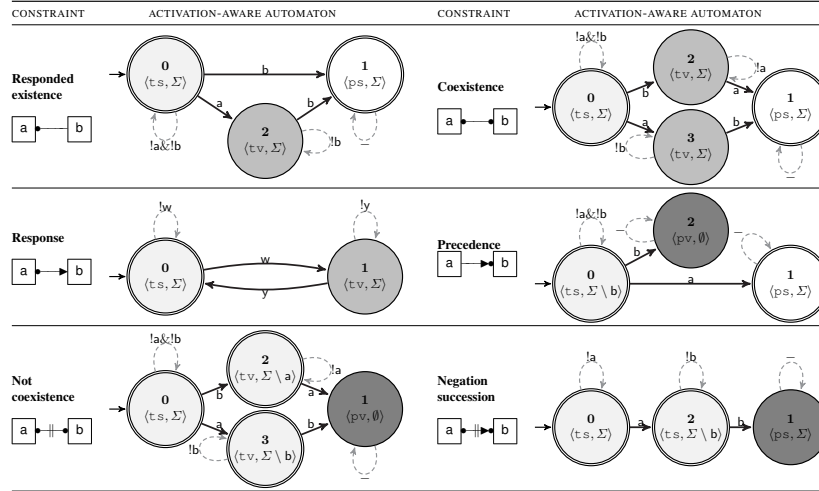 CONSTRAINT ACTIVATION-AWARE AUTOMATON CONSTRAINT ACTIVATION-AWARE AUTOMATON
Responded
existence
a b
0
⟨ts, Σ⟩
1
⟨ps, Σ⟩
2
⟨tv, Σ⟩
b
a
b
!a&!b
!b
–
Coexistence
a b
!a&!b
0
⟨ts, Σ⟩
2
⟨tv, Σ⟩
3
⟨tv, Σ⟩
1
⟨ps, Σ⟩
b
a
!a
a
b
!b
–
Response
a b
!w
0
⟨ts, Σ⟩
w
y
!y
1
⟨tv, Σ⟩
Precedence
a b
!a&!b
0
⟨ts, Σ \ b⟩
–
2
⟨pv, ∅⟩
b
a
–
1
⟨ps, Σ⟩
Not
coexistence
a b
!a&!b
0
⟨ts, Σ⟩
2
⟨tv, Σ \ a⟩
3
⟨tv, Σ \ b⟩
1
⟨pv, ∅⟩
b
a
!a
a
b
!b
–
Negation
succession
a b
!a
0
⟨ts, Σ⟩
a
!b
2
⟨ts, Σ \ b⟩
b
–
1
⟨ps, Σ⟩